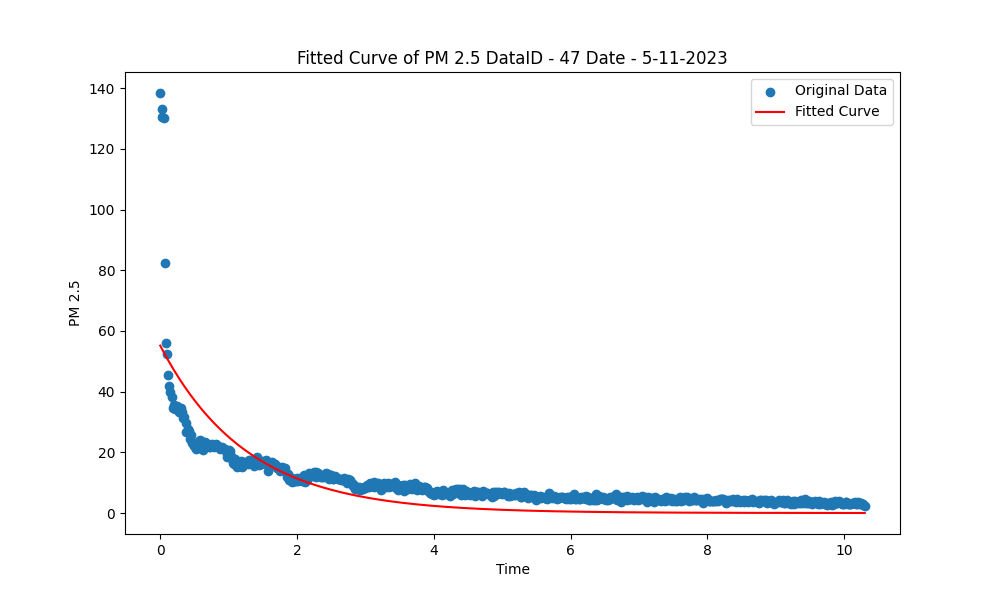 Fitted Curve of PM 2.5 DataID - 47 Date - 5-11-2023
Original Data
Fitted Curve
140
120
100
80
60
40
20
0
PM 2.5
0 2 4 6 8 10
Time